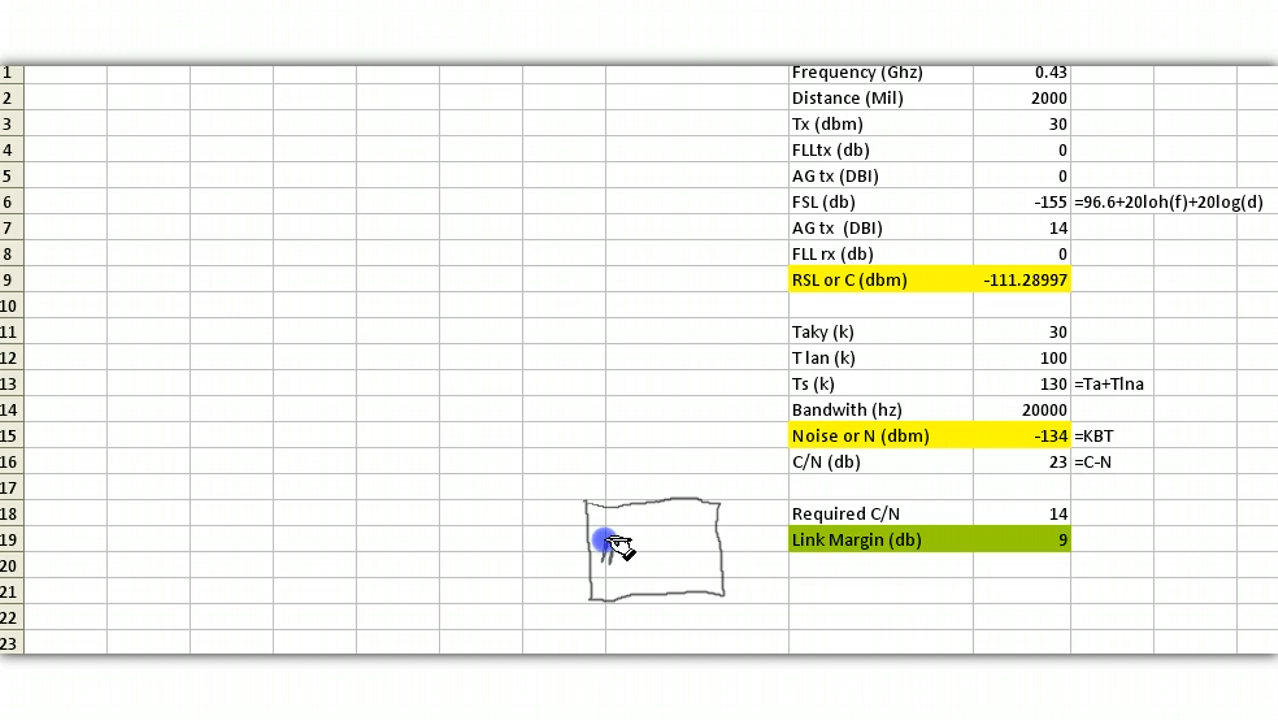 1 Frequency (Ghz) 0.43
2 Distance (Mil) 2000
3 Tx (dbm) 30
4 FLLtx (db) 0
5 AG tx (DBI) 0
6 FSL (db) -155 =96.6+20loh(f)+20log(d)
7 AG tx (DBI) 14
8 FLL rx (db) 0
9 RSL or C (dbm) -111.28997
10
11 Taky (k) 30
12 T lan (k) 100
13 Ts (k) 130 =Ta+Tlna
14 Bandwith (hz) 20000
15 Noise or N (dbm) -134 =KBT
16 C/N (db) 23 =C-N
17
18 Required C/N 14
19 Link Margin (db) 9
20
21
22
23